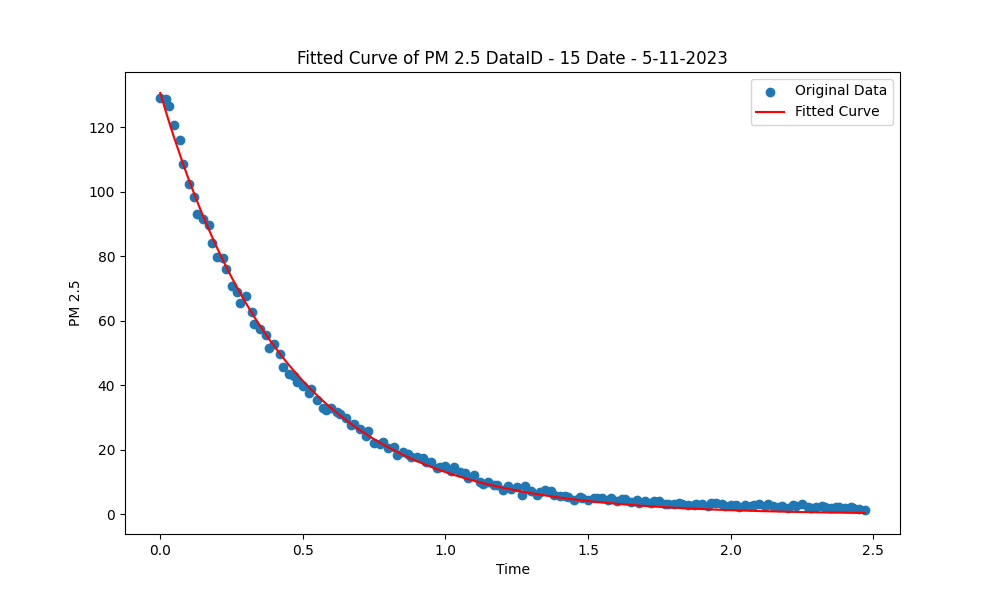 Fitted Curve of PM 2.5 DataID - 15 Date - 5-11-2023
Original Data
Fitted Curve
PM 2.5
120
100
80
60
40
20
0
0.0 0.5 1.0 1.5 2.0 2.5
Time